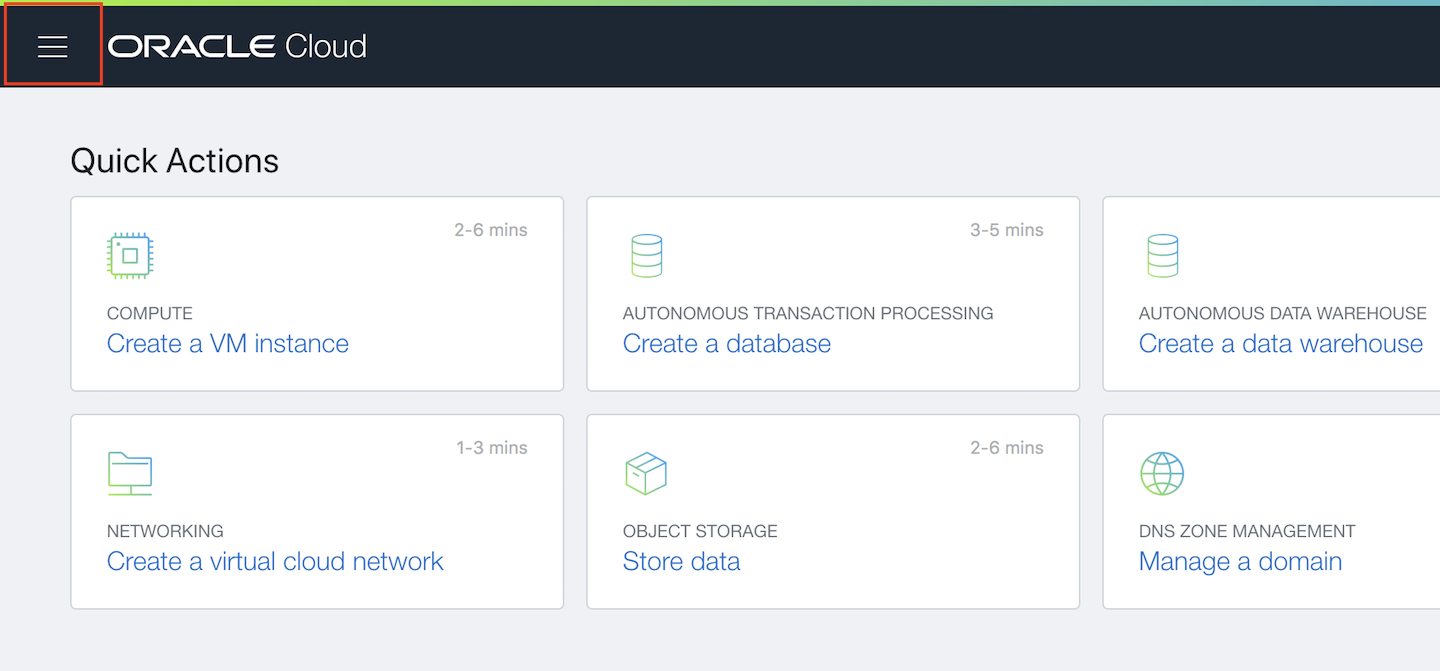 ORACLE Cloud
Quick Actions
2-6 mins
COMPUTE
Create a VM instance
3-5 mins
AUTONOMOUS TRANSACTION PROCESSING
Create a database
AUTONOMOUS DATA WAREHOUSE
Create a data warehouse
1-3 mins
NETWORKING
Create a virtual cloud network
2-6 mins
OBJECT STORAGE
Store data
DNS ZONE MANAGEMENT
Manage a domain